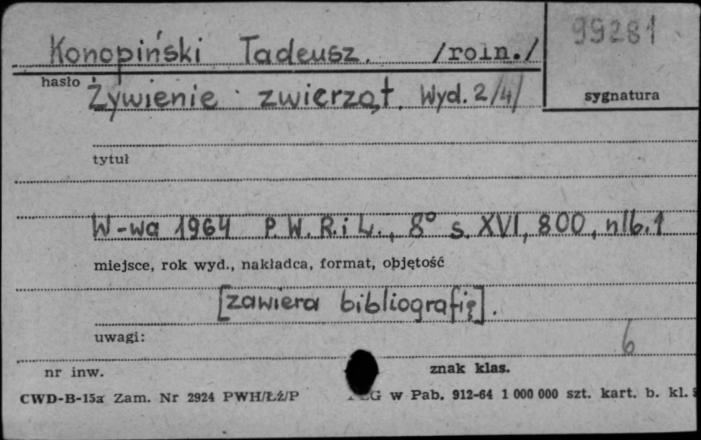 99281
Konopiński Tadeusz. /roln./
hasło
Żywienie zwierząt. Wyd. 2/4/
sygnatura
tytuł
W-wa 1964 P.W.R.i L., 8° s. XVI, 800, nlb.1
miejsce, rok wyd., nakładca, format, objętość
[zawiera bibliografię].
uwagi:
6
nr inw.
znak klas.
CWD-B-15a Zam. Nr 2924 PWH/ŁŻ/P
w Pab. 912-64 1 000 000 szt. kart. b. kl.